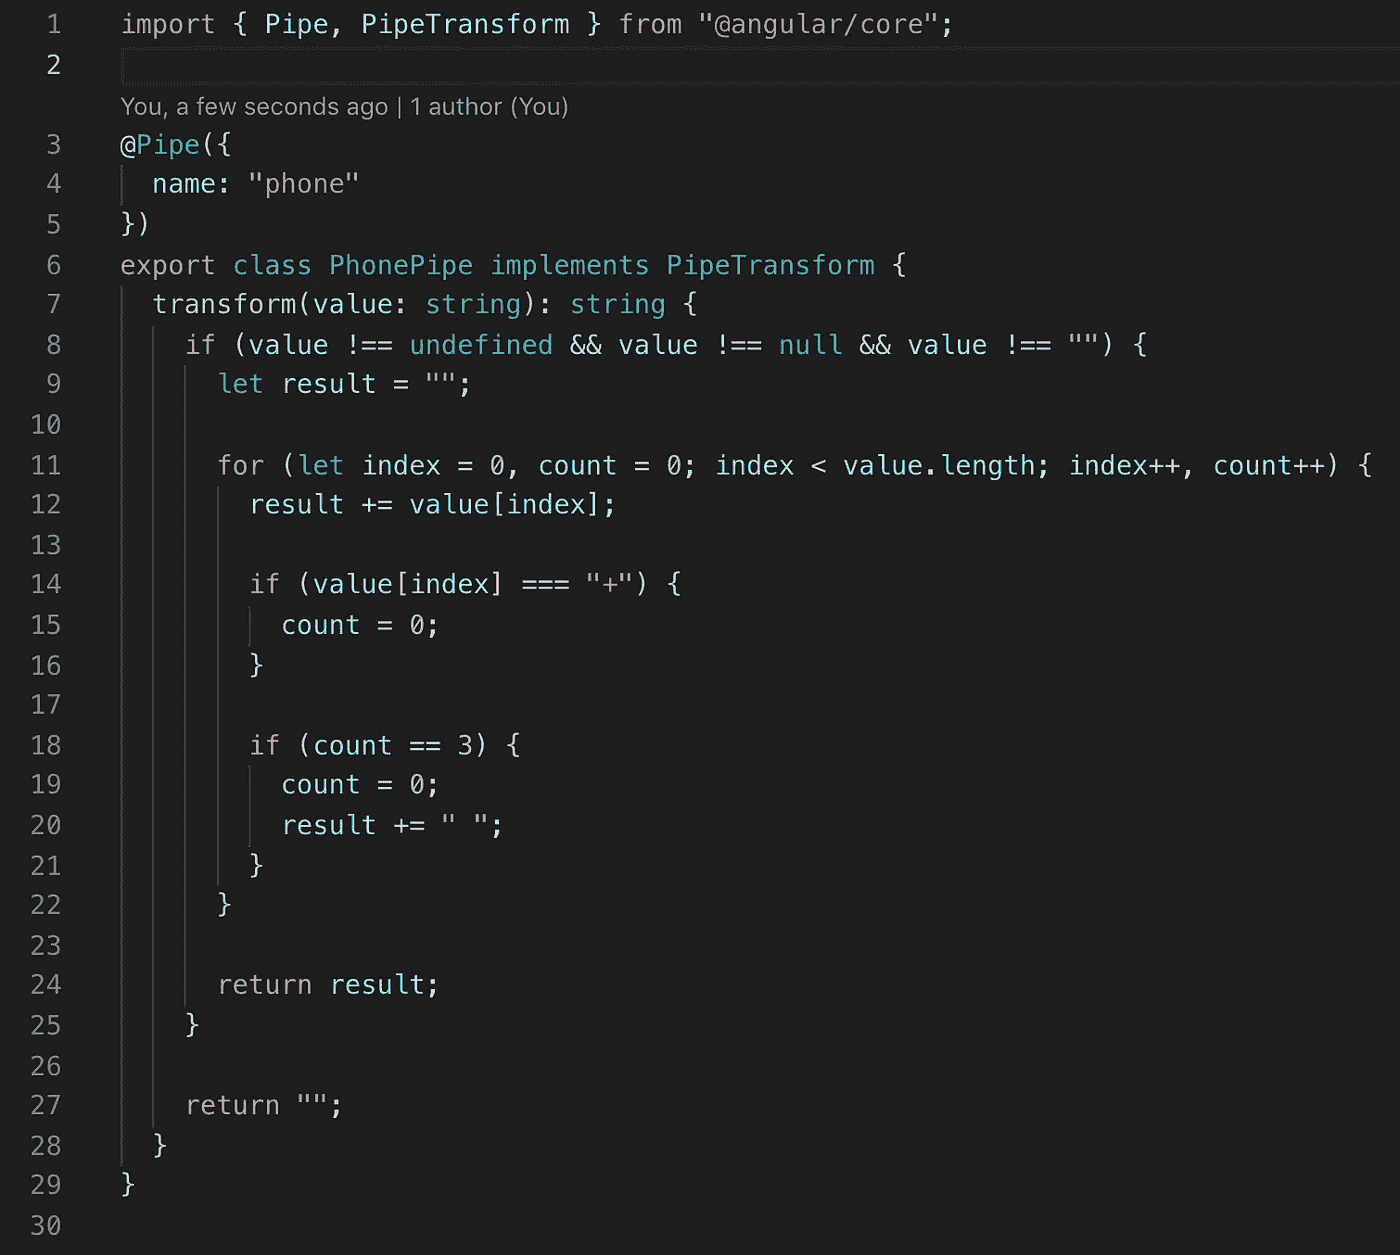 1 import { Pipe, PipeTransform } from "@angular/core";
2
You, a few seconds ago | 1 author (You)
3 @Pipe({
4   name: "phone"
5 })
6 export class PhonePipe implements PipeTransform {
7   transform(value: string): string {
8     if (value !== undefined && value !== null && value !== "") {
9       let result = "";
10
11       for (let index = 0, count = 0; index < value.length; index++, count++) {
12         result += value[index];
13
14         if (value[index] === "+") {
15           count = 0;
16         }
17
18         if (count == 3) {
19           count = 0;
20           result += " ";
21         }
22       }
23
24       return result;
25     }
26
27     return "";
28   }
29 }
30